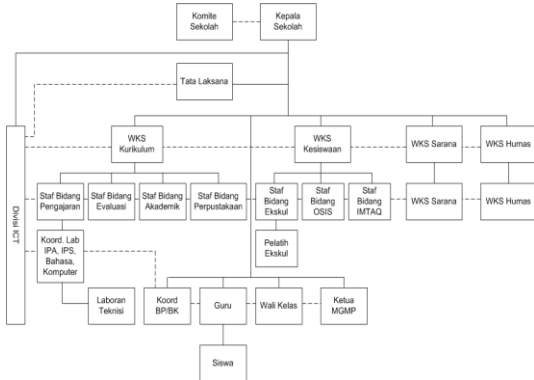 Komite
Sekolah
Kepala
Sekolah
Tata Laksana
WKS
Kurikulum
WKS
Kesiswaan
WKS Sarana
WKS Humas
Divisi ICT
Staf Bidang
Pengajaran
Staf Bidang
Evaluasi
Staf Bidang
Akademik
Staf Bidang
Perpustakaan
Staf
Bidang
Ekskul
Staf
Bidang
OSIS
Staf
Bidang
IMTAQ
WKS Sarana
WKS Humas
Koord. Lab
IPA, IPS,
Bahasa,
Komputer
Pelatih
Ekskul
Laboran
Teknisi
Koord
BP/BK
Guru
Wali Kelas
Ketua
MGMP
Siswa